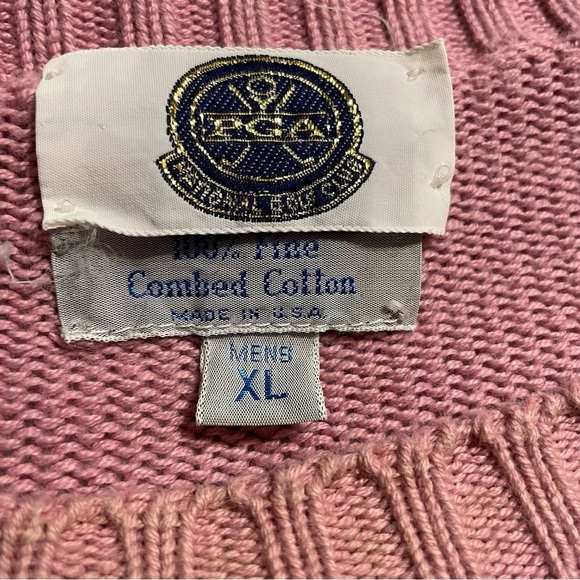 PGA
NATIONAL GOLF CLUB
100% Fine
Combed Cotton
MADE IN U.S.A.
MENS
XL